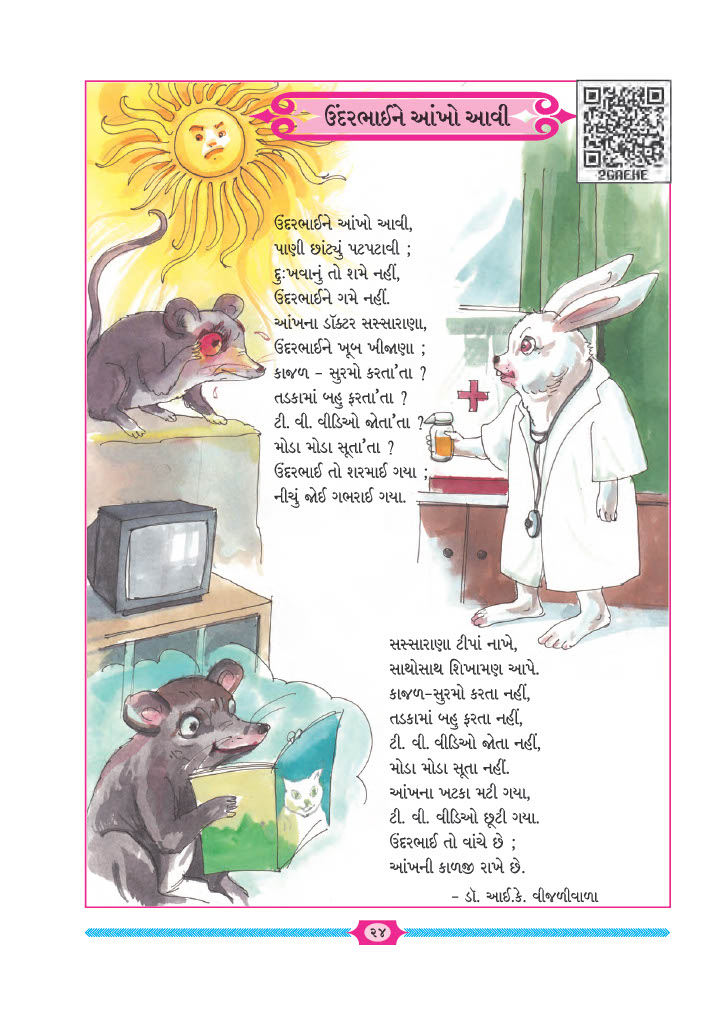 ઉંદરભાઈને આંખો આવી
2GAEHE
ઉંદરભાઈને આંખો આવી,
પાણી છાંટ્યું પટપટાવી ;
દુઃખવાનું તો શમે નહીં,
ઉંદરભાઈને ગમે નહીં.
આંખના ડૉક્ટર સસ્સારાણા,
ઉંદરભાઈને ખૂબ ખીજાણા ;
કાજળ – સુરમો કરતા’તા ?
તડકામાં બહુ ફરતા’તા ?
ટી. વી. વીડિઓ જોતા’તા ?
મોડા મોડા સૂતા’તા ?
ઉંદરભાઈ તો શરમાઈ ગયા ;
નીચું જોઈ ગભરાઈ ગયા.
સસ્સારાણા ટીપાં નાખે,
સાથોસાથ શિખામણ આપે.
કાજળ-સુરમો કરતા નહીં,
તડકામાં બહુ ફરતા નહીં,
ટી. વી. વીડિઓ જોતા નહીં,
મોડા મોડા સૂતા નહીં.
આંખના ખટકા મટી ગયા,
ટી. વી. વીડિઓ છૂટી ગયા.
ઉંદરભાઈ તો વાંચે છે ;
આંખની કાળજી રાખે છે.
– ડૉ. આઈ.કે. વીજળીવાળા
૨૪